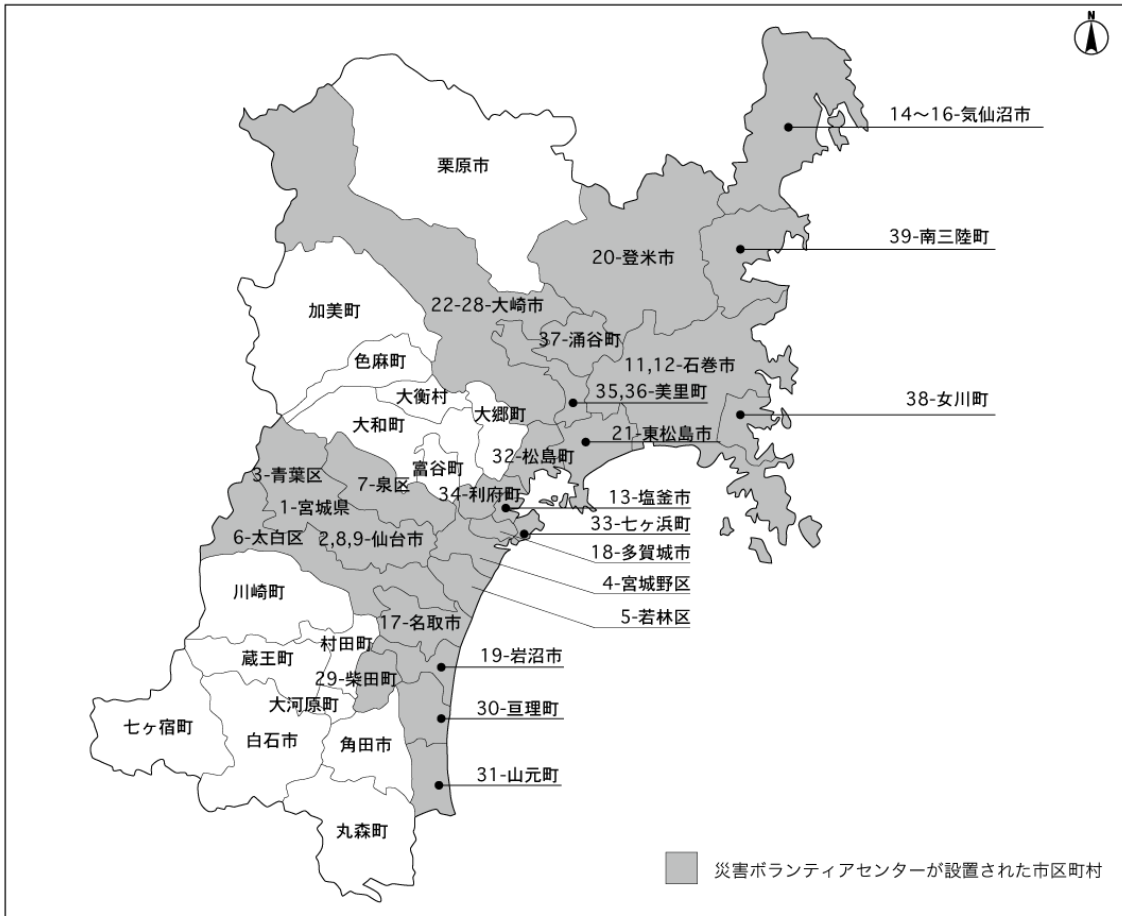 N
14〜16-気仙沼市
栗原市
39-南三陸町
20-登米市
22-28-大崎市
加美町
37-涌谷町
11,12-石巻市
色麻町
35,36-美里町
大衡村
38-女川町
大郷町
大和町
21-東松島市
32-松島町
富谷町
3-青葉区
7-泉区
34-利府町
13-塩釜市
1-宮城県
33-七ヶ浜町
6-太白区
2,8,9-仙台市
18-多賀城市
4-宮城野区
川崎町
5-若林区
17-名取市
村田町
蔵王町
19-岩沼市
29-柴田町
大河原町
30-亘理町
七ヶ宿町
白石市
角田市
31-山元町
丸森町
災害ボランティアセンターが設置された市区町村